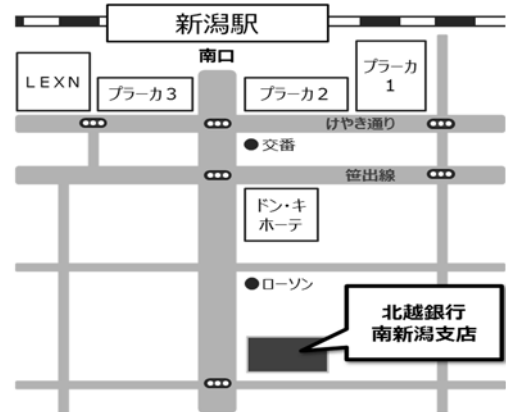 新潟駅
南口
LEXN
プラーカ3
プラーカ2
プラーカ
1
けやき通り
交番
笹出線
ドン・キ
ホーテ
ローソン
北越銀行
南新潟支店